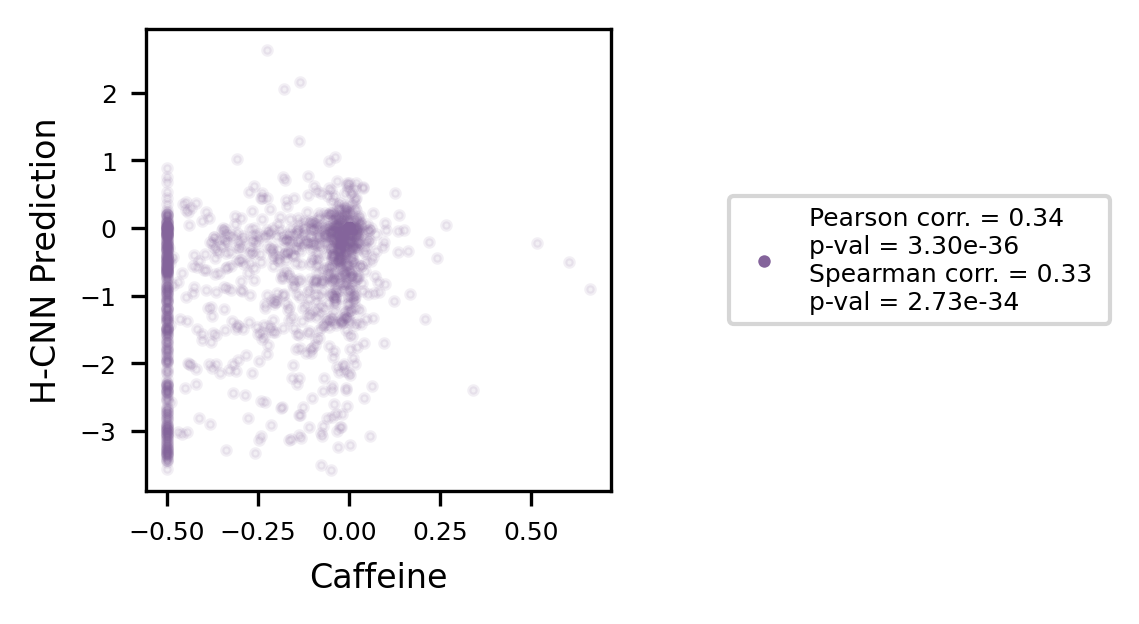 H-CNN Prediction
2
1
0
−1
−2
−3
−0.50 −0.25 0.00 0.25 0.50
Caffeine
Pearson corr. = 0.34
p-val = 3.30e-36
Spearman corr. = 0.33
p-val = 2.73e-34